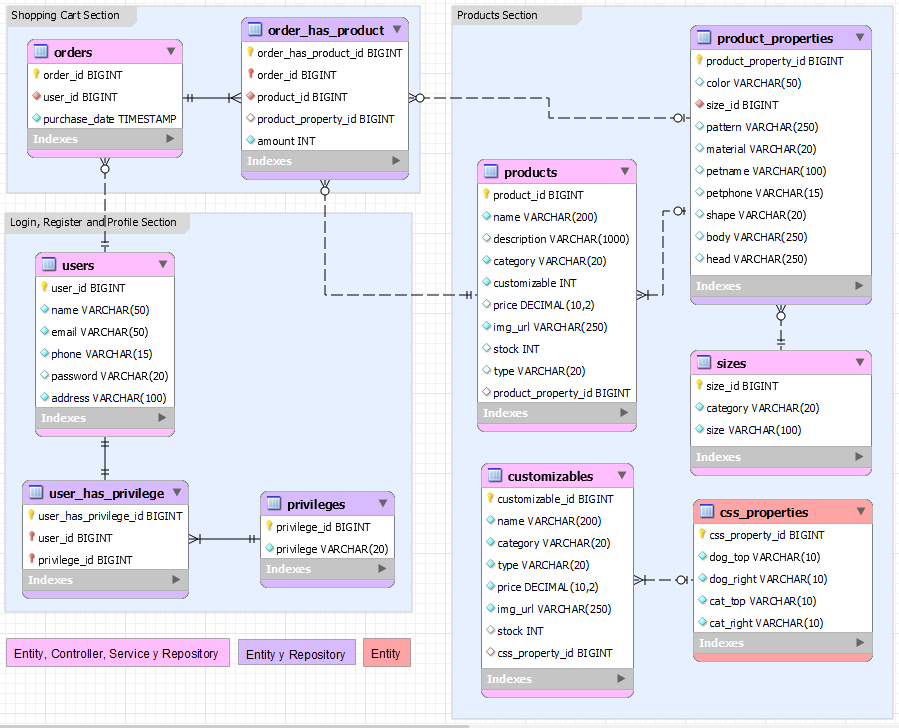 Shopping Cart Section
orders
order_id BIGINT
user_id BIGINT
purchase_date TIMESTAMP
Indexes
order_has_product
order_has_product_id BIGINT
order_id BIGINT
product_id BIGINT
product_property_id BIGINT
amount INT
Indexes
Login, Register and Profile Section
users
user_id BIGINT
name VARCHAR(50)
email VARCHAR(50)
phone VARCHAR(15)
password VARCHAR(20)
address VARCHAR(100)
Indexes
user_has_privilege
user_has_privilege_id BIGINT
user_id BIGINT
privilege_id BIGINT
Indexes
privileges
privilege_id BIGINT
privilege VARCHAR(20)
Indexes
Products Section
products
product_id BIGINT
name VARCHAR(200)
description VARCHAR(1000)
category VARCHAR(20)
customizable INT
price DECIMAL(10,2)
img_url VARCHAR(250)
stock INT
type VARCHAR(20)
product_property_id BIGINT
Indexes
product_properties
product_property_id BIGINT
color VARCHAR(50)
size_id BIGINT
pattern VARCHAR(250)
material VARCHAR(20)
petname VARCHAR(100)
petphone VARCHAR(15)
shape VARCHAR(20)
body VARCHAR(250)
head VARCHAR(250)
Indexes
sizes
size_id BIGINT
category VARCHAR(20)
size VARCHAR(100)
Indexes
customizables
customizable_id BIGINT
name VARCHAR(200)
category VARCHAR(20)
type VARCHAR(20)
price DECIMAL(10,2)
img_url VARCHAR(250)
stock INT
css_property_id BIGINT
Indexes
css_properties
css_property_id BIGINT
dog_top VARCHAR(10)
dog_right VARCHAR(10)
cat_top VARCHAR(10)
cat_right VARCHAR(10)
Indexes
Entity, Controller, Service y Repository
Entity y Repository
Entity